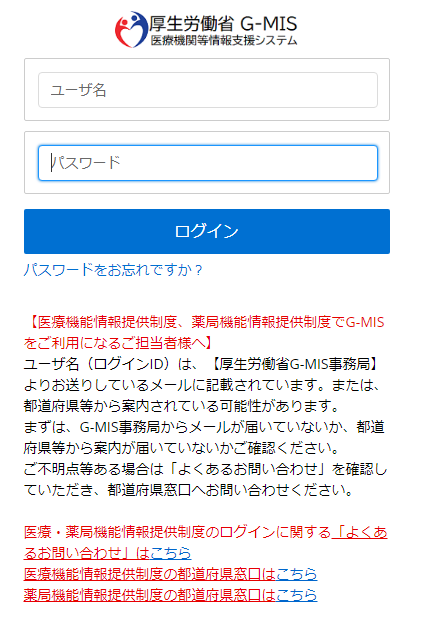 厚生労働省 G-MIS
医療機関等情報支援システム
ユーザ名
パスワード
ログイン
パスワードをお忘れですか？
【医療機能情報提供制度、薬局機能情報提供制度でG-MIS
をご利用になるご担当者様へ】
ユーザ名（ログインID）は、【厚生労働省G-MIS事務局】
よりお送りしているメールに記載されています。または、
都道府県等から案内されている可能性があります。
まずは、G-MIS事務局からメールが届いていないか、都道
府県等から案内が届いていないかご確認ください。
ご不明点等ある場合は「よくあるお問い合わせ」を確認し
ていただき、都道府県窓口へお問い合わせください。
医療・薬局機能情報提供制度のログインに関する「よくあ
るお問い合わせ」はこちら
医療機能情報提供制度の都道府県窓口はこちら
薬局機能情報提供制度の都道府県窓口はこちら